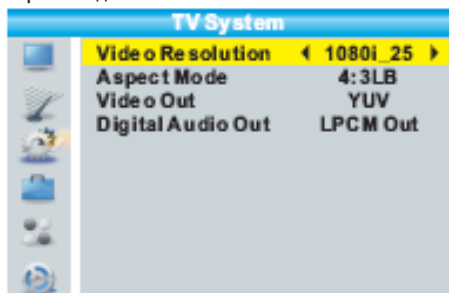 TV System
Video Resolution 1080i_25
Aspect Mode 4:3LB
Video Out YUV
Digital Audio Out LPCM Out